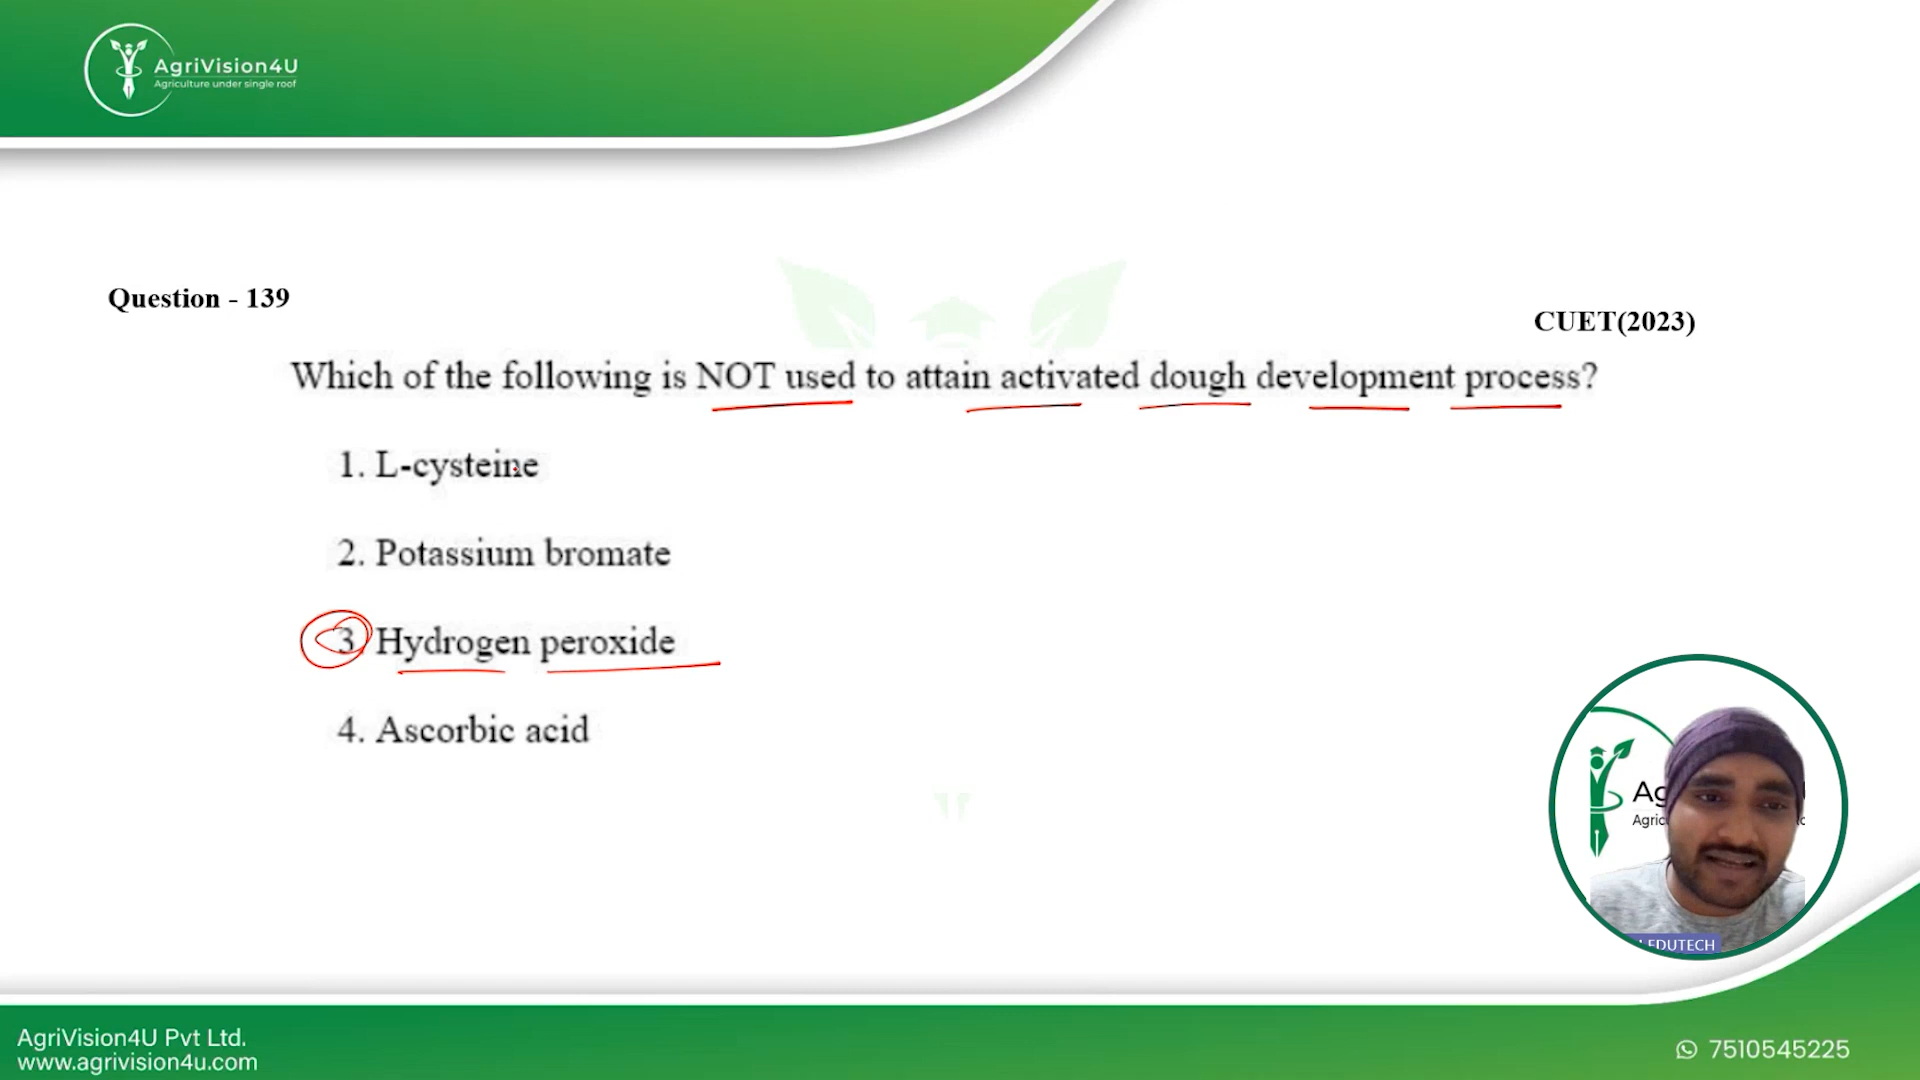 AgriVision4U
Agriculture under single roof
Question - 139
CUET(2023)
Which of the following is NOT used to attain activated dough development process?
1. L-cysteine
2. Potassium bromate
3 Hydrogen peroxide
4. Ascorbic acid
Ag
Agric
EDUTECH
AgriVision4U Pvt Ltd.
www.agrivision4u.com
7510545225